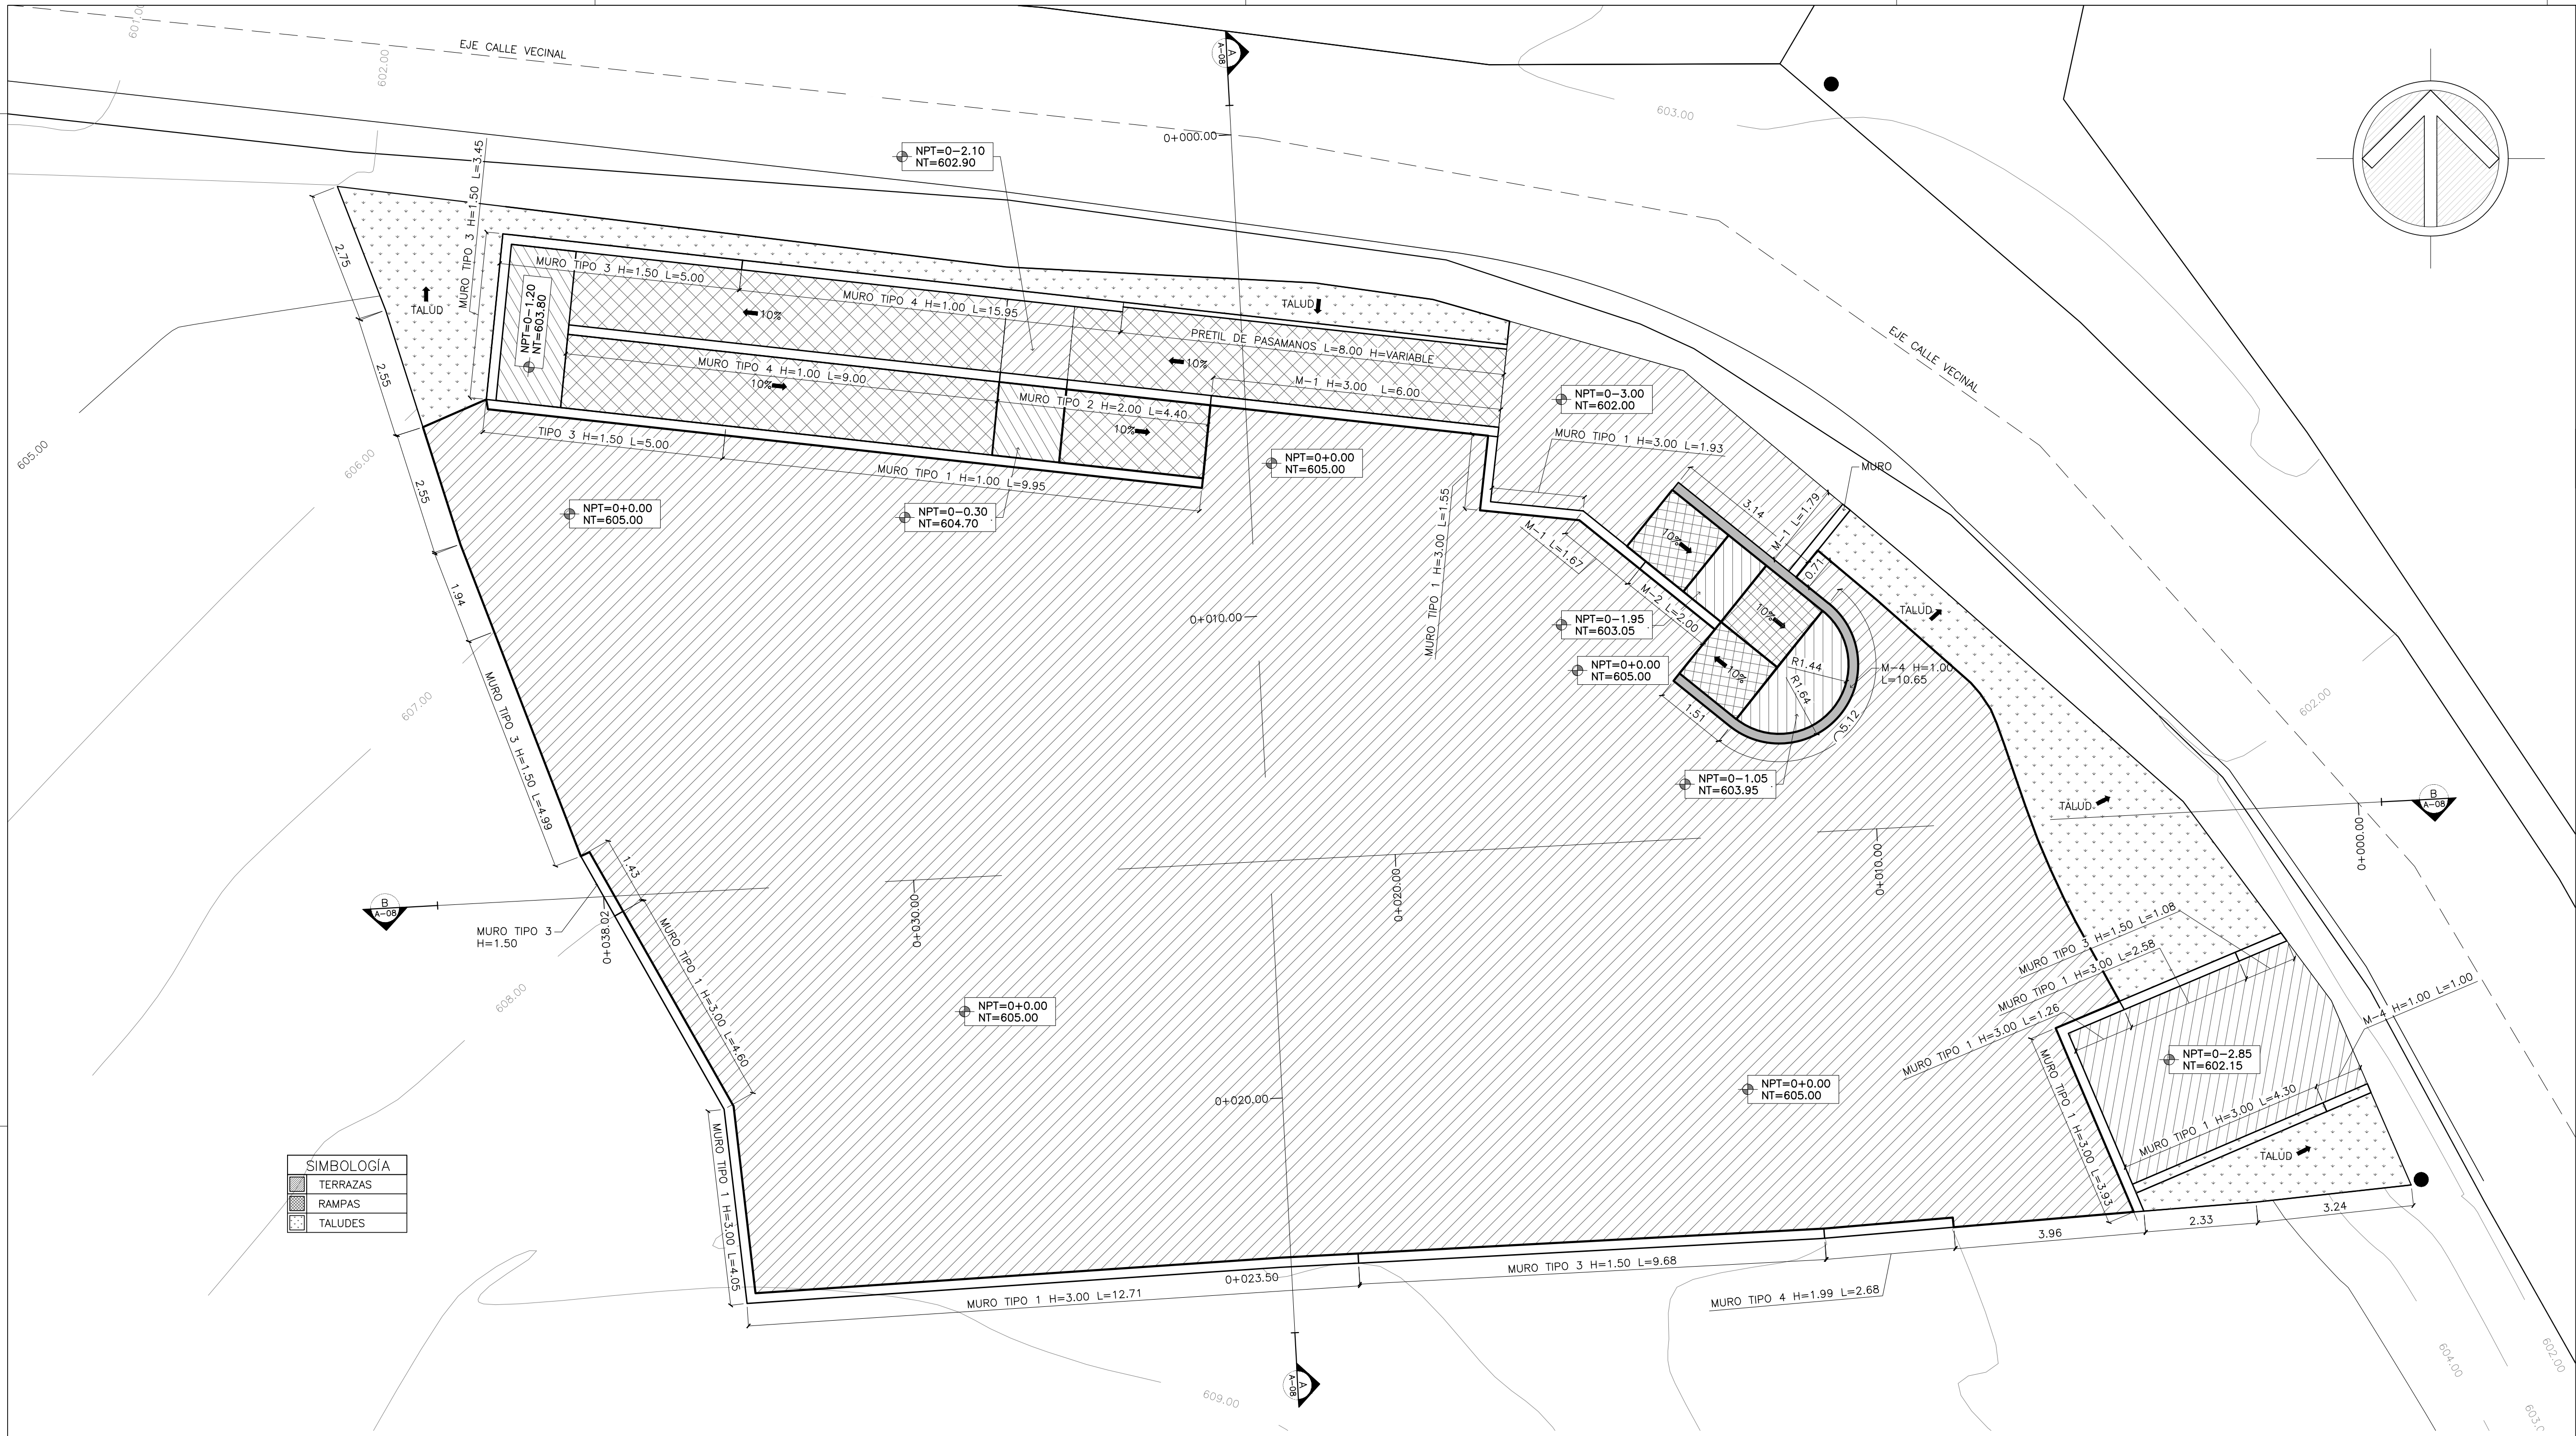 601.0
602.00
EJE CALLE VECINAL
A
A-08
0+000.00
603.00
NPT=0-2.10
NT=602.90
MURO TIPO 3 H=1.50 L=3.45
2.75
TALUD
NPT=0-1.20
NT=603.80
MURO TIPO 3 H=1.50 L=5.00
10%
MURO TIPO 4 H=1.00 L=15.95
TALUD
PRETIL DE PASAMANOS L=8.00 H=VARIABLE
10%
M-1 H=3.00 L=6.00
EJE CALLE VECINAL
2.55
MURO TIPO 4 H=1.00 L=9.00
10%
MURO TIPO 2 H=2.00 L=4.40
10%
NPT=0-3.00
NT=602.00
605.00
606.00
TIPO 3 H=1.50 L=5.00
MURO TIPO 1 H=1.00 L=9.95
NPT=0+0.00
NT=605.00
MURO TIPO 1 H=3.00 L=1.93
MURO
2.55
NPT=0+0.00
NT=605.00
NPT=0-0.30
NT=604.70
MURO TIPO 1 H=3.00 L=1.55
3.14
M-1 L=1.79
M-1 L=1.67
10%
0.71
1.94
0+010.00
M-2 L=2.00
10%
TALUD
NPT=0-1.95
NT=603.05
NPT=0+0.00
NT=605.00
10%
R1.44
R1.64
M-4 H=1.00
L=10.65
607.00
1.51
5.12
602.00
MURO TIPO 3 H=1.50 L=4.99
NPT=0-1.05
NT=603.95
TALUD
B
A-08
0+000.00
1.43
B
A-08
0+038.02
0+030.00
0+020.00
0+010.00
MURO TIPO 3
H=1.50
MURO TIPO 1 H=3.00 L=4.60
MURO TIPO 3 H=1.50 L=1.08
MURO TIPO 1 H=3.00 L=2.58
MURO TIPO 1 H=3.00 L=1.26
M-4 H=1.00 L=1.00
608.00
NPT=0+0.00
NT=605.00
NPT=0-2.85
NT=602.15
NPT=0+0.00
NT=605.00
0+020.00
MURO TIPO 1 H=3.00 L=3.93
MURO TIPO 1 H=3.00 L=4.30
TALUD
MURO TIPO 1 H=3.00 L=4.05
SIMBOLOGÍA
TERRAZAS
RAMPAS
TALUDES
3.96
2.33
3.24
0+023.50
MURO TIPO 3 H=1.50 L=9.68
MURO TIPO 1 H=3.00 L=12.71
MURO TIPO 4 H=1.99 L=2.68
A
A-08
609.00
604.00
602.00
603.0